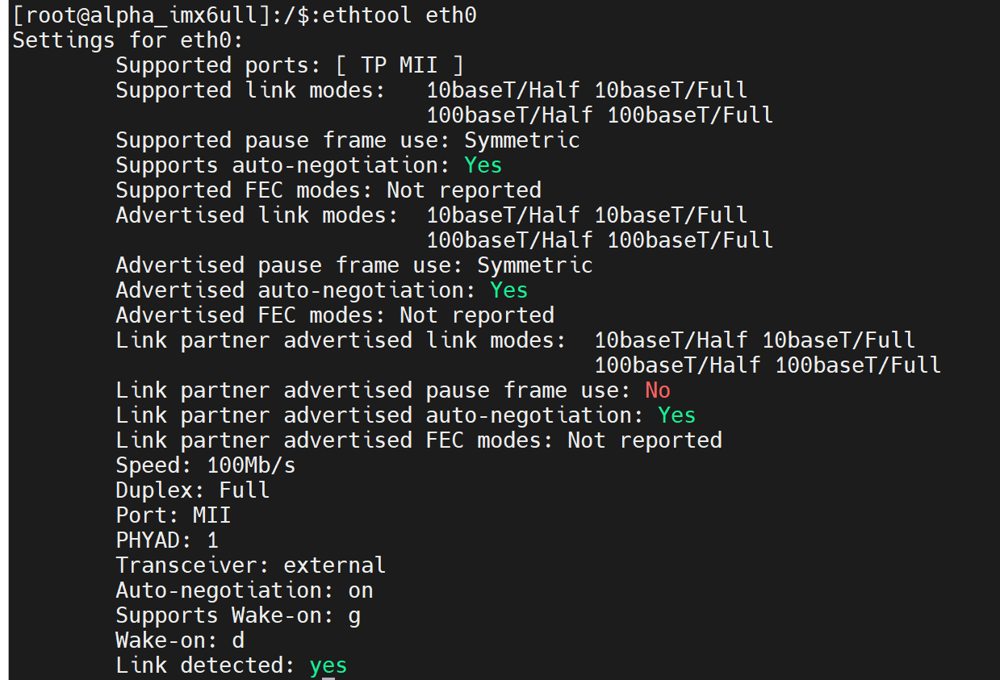 [root@alpha_imx6ull]:/$:ethtool eth0
Settings for eth0:
Supported ports: [ TP MII ]
Supported link modes: 10baseT/Half 10baseT/Full
100baseT/Half 100baseT/Full
Supported pause frame use: Symmetric
Supports auto-negotiation: Yes
Supported FEC modes: Not reported
Advertised link modes: 10baseT/Half 10baseT/Full
100baseT/Half 100baseT/Full
Advertised pause frame use: Symmetric
Advertised auto-negotiation: Yes
Advertised FEC modes: Not reported
Link partner advertised link modes: 10baseT/Half 10baseT/Full
100baseT/Half 100baseT/Full
Link partner advertised pause frame use: No
Link partner advertised auto-negotiation: Yes
Link partner advertised FEC modes: Not reported
Speed: 100Mb/s
Duplex: Full
Port: MII
PHYAD: 1
Transceiver: external
Auto-negotiation: on
Supports Wake-on: g
Wake-on: d
Link detected: yes